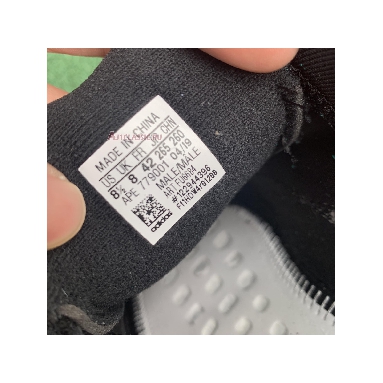 MADE IN CHINA
US UK FR JP CHN
8½ 8 42 265 260
APE 779001 04/19
MALE/MALE
# 122944396
adidas